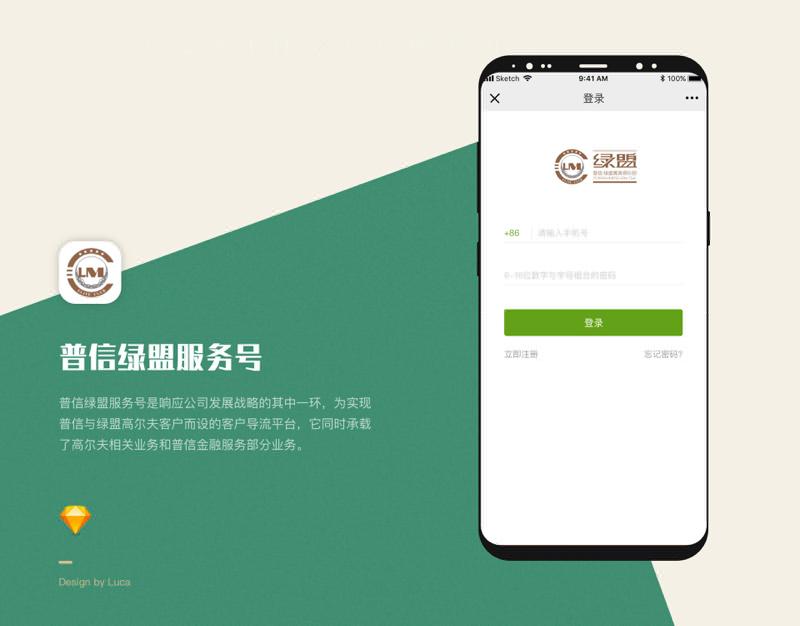 Sketch 9:41 AM 100%
登录
LM 绿盟
+86 请输入手机号
6-16位数字与字母组合的密码
登录
立即注册 忘记密码?
LM
普信绿盟服务号
普信绿盟服务号是响应公司发展战略的其中一环，为实现
普信与绿盟高尔夫客户而设的客户导流平台，它同时承载
了高尔夫相关业务和普信金融服务部分业务。
Design by Luca